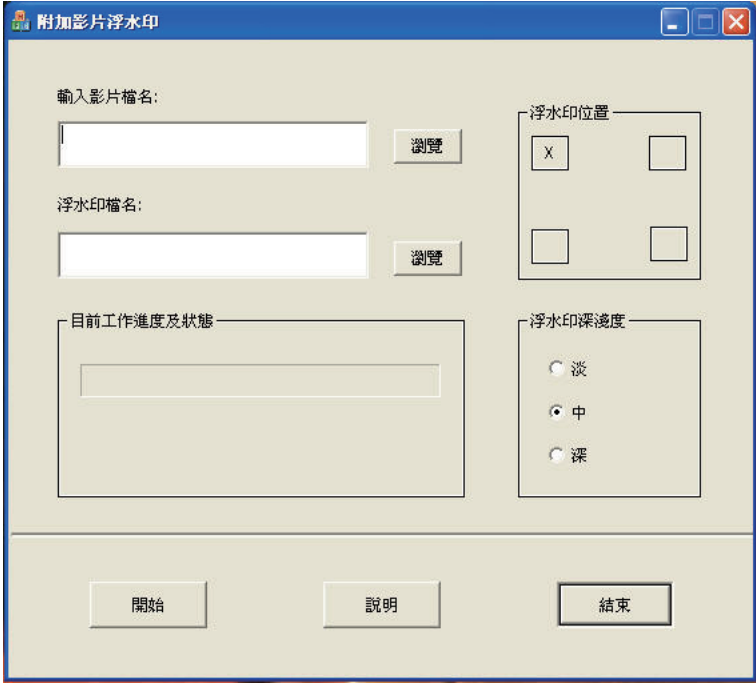 附加影片浮水印
輸入影片檔名:
瀏覽
浮水印檔名:
瀏覽
浮水印位置
X
目前工作進度及狀態
浮水印深淺度
淡
中
深
開始
說明
結束